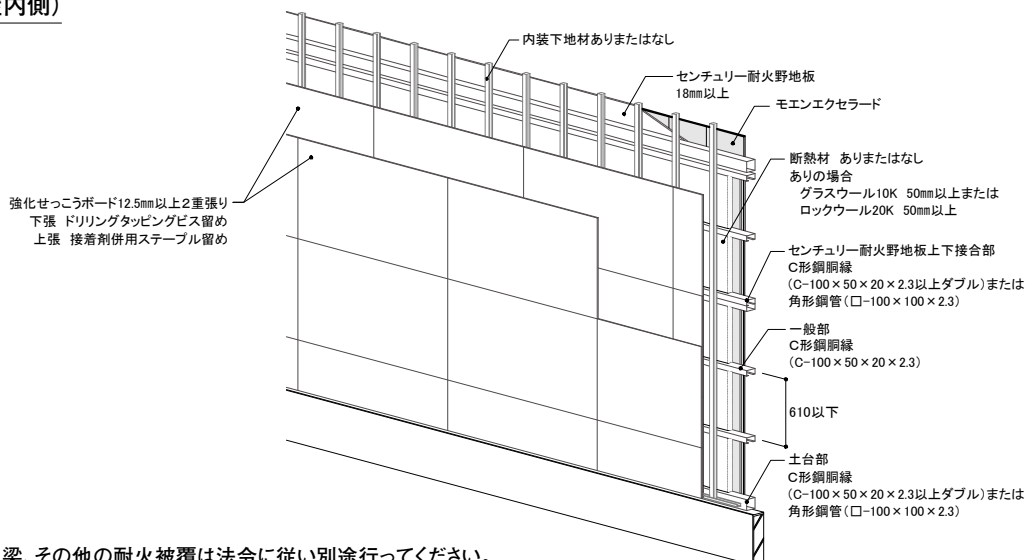 内側)
内装下地材ありまたはなし
センチュリー耐火野地板
18mm以上
モエンエクセラード
断熱材 ありまたはなし
ありの場合
グラスウール10K 50mm以上または
ロックウール20K 50mm以上
強化せっこうボード12.5mm以上2重張り
下張 ドリリングタッピングビス留め
上張 接着剤併用ステープル留め
センチュリー耐火野地板上下接合部
C形鋼胴縁
(C-100×50×20×2.3以上ダブル)または
角形鋼管(□-100×100×2.3)
一般部
C形鋼胴縁
(C-100×50×20×2.3)
610以下
土台部
C形鋼胴縁
(C-100×50×20×2.3以上ダブル)または
角形鋼管(□-100×100×2.3)
梁、その他の耐火被覆は法令に従い別途行ってください。